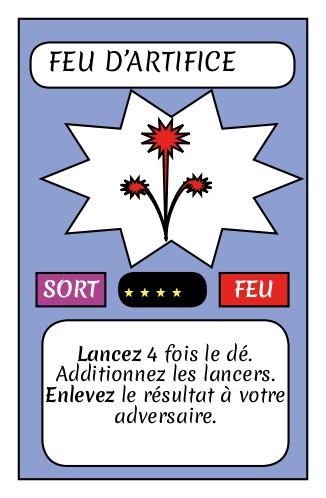 FEU D’ARTIFICE
SORT
FEU
Lancez 4 fois le dé.
Additionnez les lancers.
Enlevez le résultat à votre
adversaire.